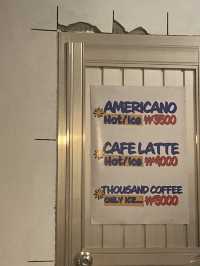 AMERICANO
Hot/Ice ₩3500
CAFE LATTE
Hot/Ice ₩4000
THOUSAND COFFEE
ONLY ICE... ₩5000